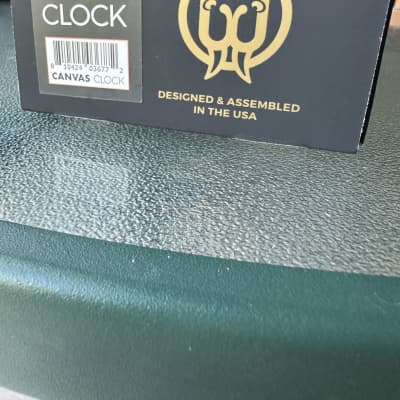 CLOCK
8 10424 03677 2
CANVAS CLOCK
DESIGNED & ASSEMBLED
IN THE USA